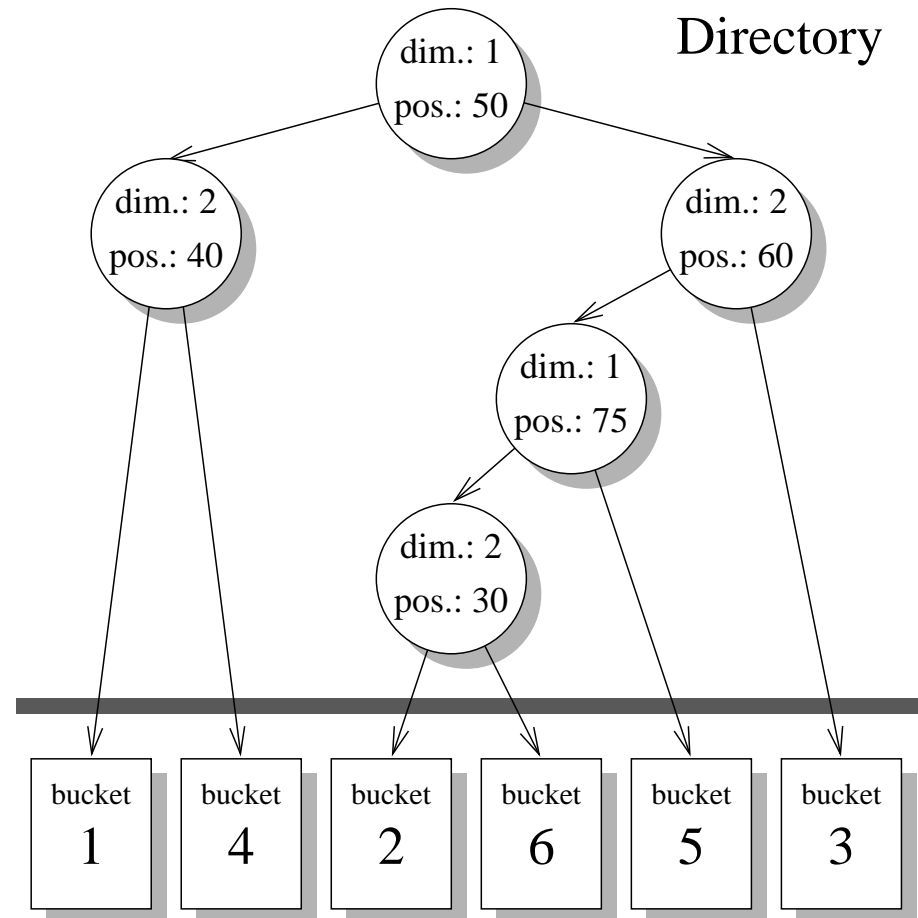 Directory
dim.: 1
pos.: 50
dim.: 2
pos.: 40
dim.: 2
pos.: 60
dim.: 1
pos.: 75
dim.: 2
pos.: 30
bucket
1
bucket
4
bucket
2
bucket
6
bucket
5
bucket
3